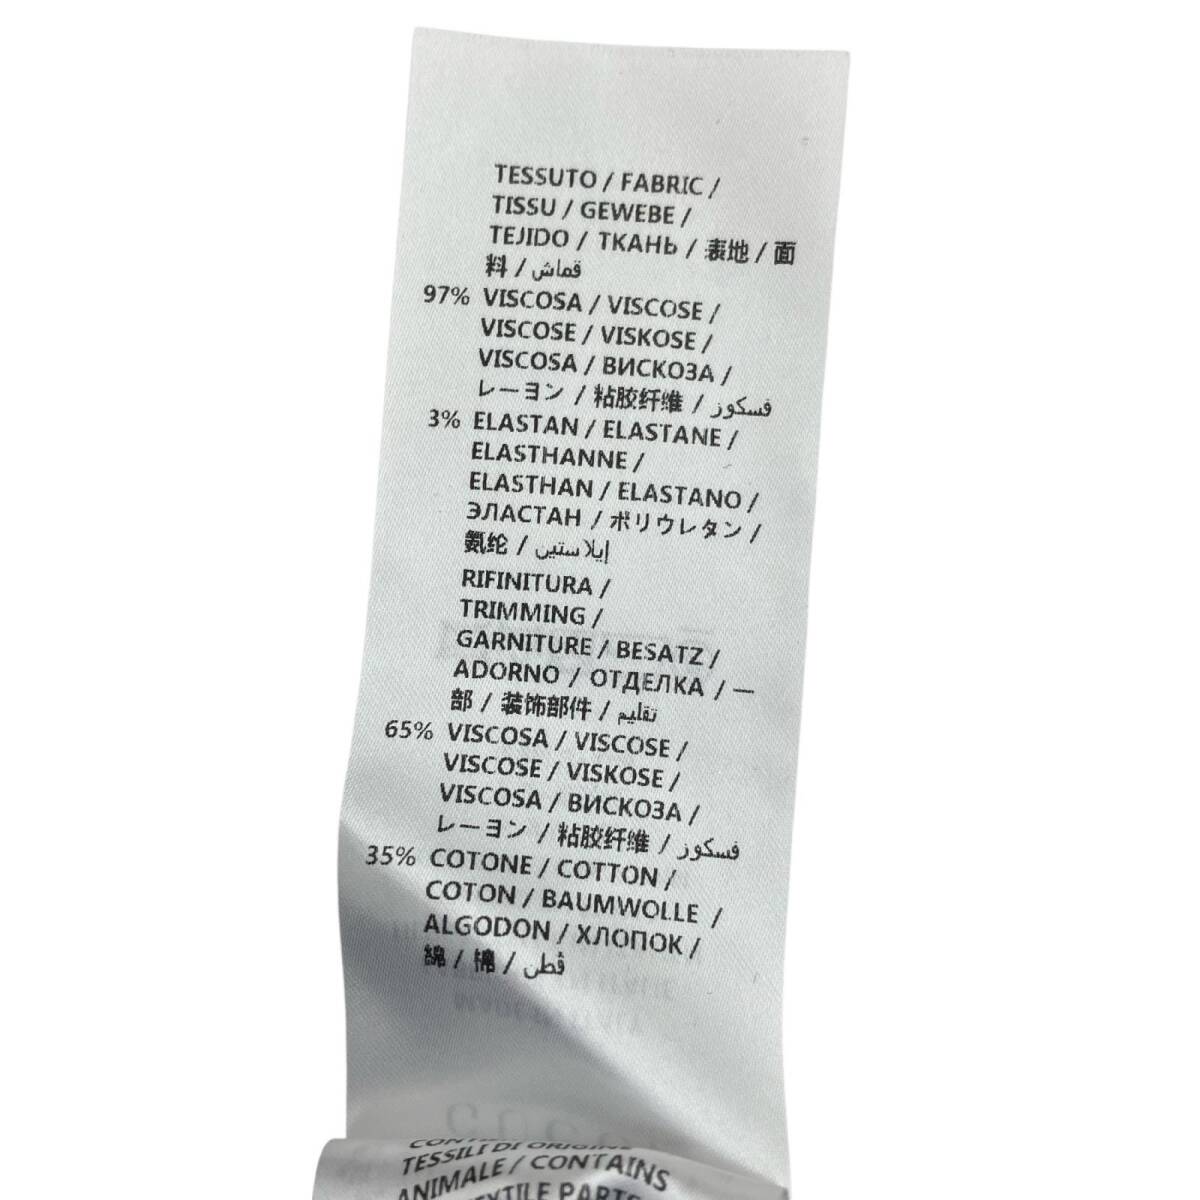 TESSUTO / FABRIC /
TISSU / GEWEBE /
TEJIDO / ТКАНЬ / 表地 / 面
料 / قماش
97% VISCOSA / VISCOSE /
VISCOSE / VISKOSE /
VISCOSA / ВИСКОЗА /
レーヨン / 粘胶纤维 / فسكوز
3% ELASTAN / ELASTANE /
ELASTHANNE /
ELASTHAN / ELASTANO /
ЭЛАСТАН / ポリウレタン /
氨纶 / إيلاستين
RIFINITURA /
TRIMMING /
GARNITURE / BESATZ /
ADORNO / ОТДЕЛКА / 一
部 / 装饰部件 / تقليم
65% VISCOSA / VISCOSE /
VISCOSE / VISKOSE /
VISCOSA / ВИСКОЗА /
レーヨン / 粘胶纤维 / فسكوز
35% COTONE / COTTON /
COTON / BAUMWOLLE /
ALGODON / ХЛОПОК /
綿 / 棉 / قطن
TESSILI DI ORIGINE
ANIMALE / CONTAINS
TEXTILE PARTS